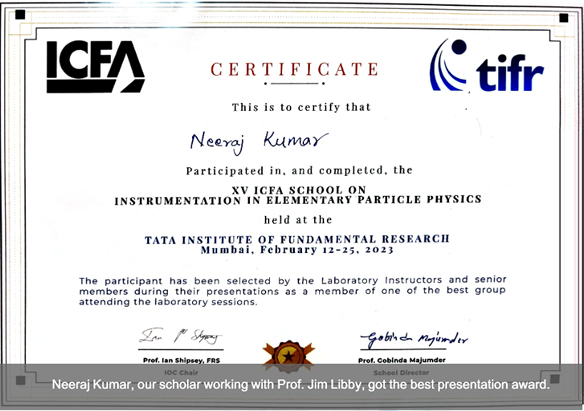 ICFA
CERTIFICATE
tifr
This is to certify that
Neeraj Kumar
Participated in, and completed, the
XV ICFA SCHOOL ON
INSTRUMENTATION IN ELEMENTARY PARTICLE PHYSICS
held at the
TATA INSTITUTE OF FUNDAMENTAL RESEARCH
Mumbai, February 12-25, 2023
The participant has been selected by the Laboratory Instructors and senior
members during their presentations as a member of one of the best group
attending the laboratory sessions.
Ian P Shipsey
Gobinda Majumder
Prof. Ian Shipsey, FRS
Prof. Gobinda Majumder
IOC Chair
School Director
Neeraj Kumar, our scholar working with Prof. Jim Libby, got the best presentation award.